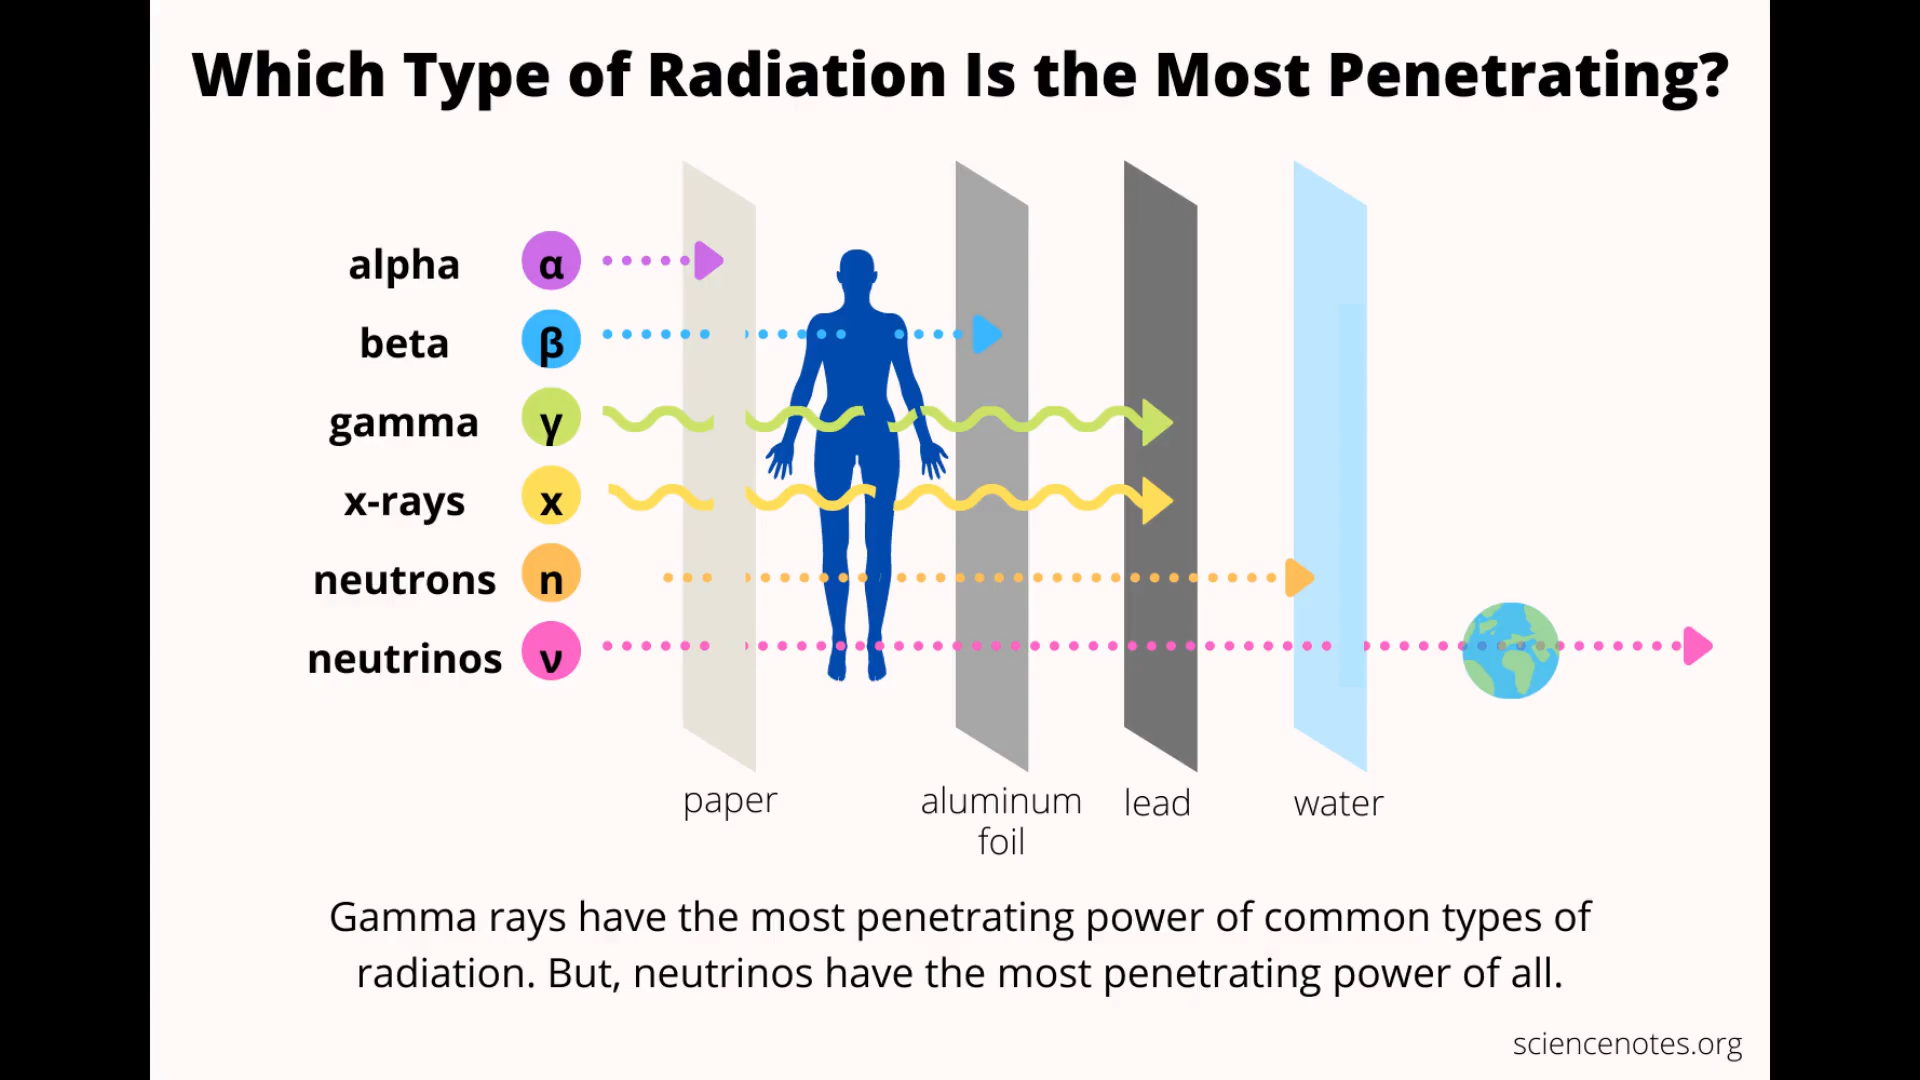 Which Type of Radiation Is the Most Penetrating?
alpha α
beta β
gamma γ
x-rays x
neutrons n
neutrinos ν
paper
aluminum
foil
lead
water
Gamma rays have the most penetrating power of common types of
radiation. But, neutrinos have the most penetrating power of all.
sciencenotes.org